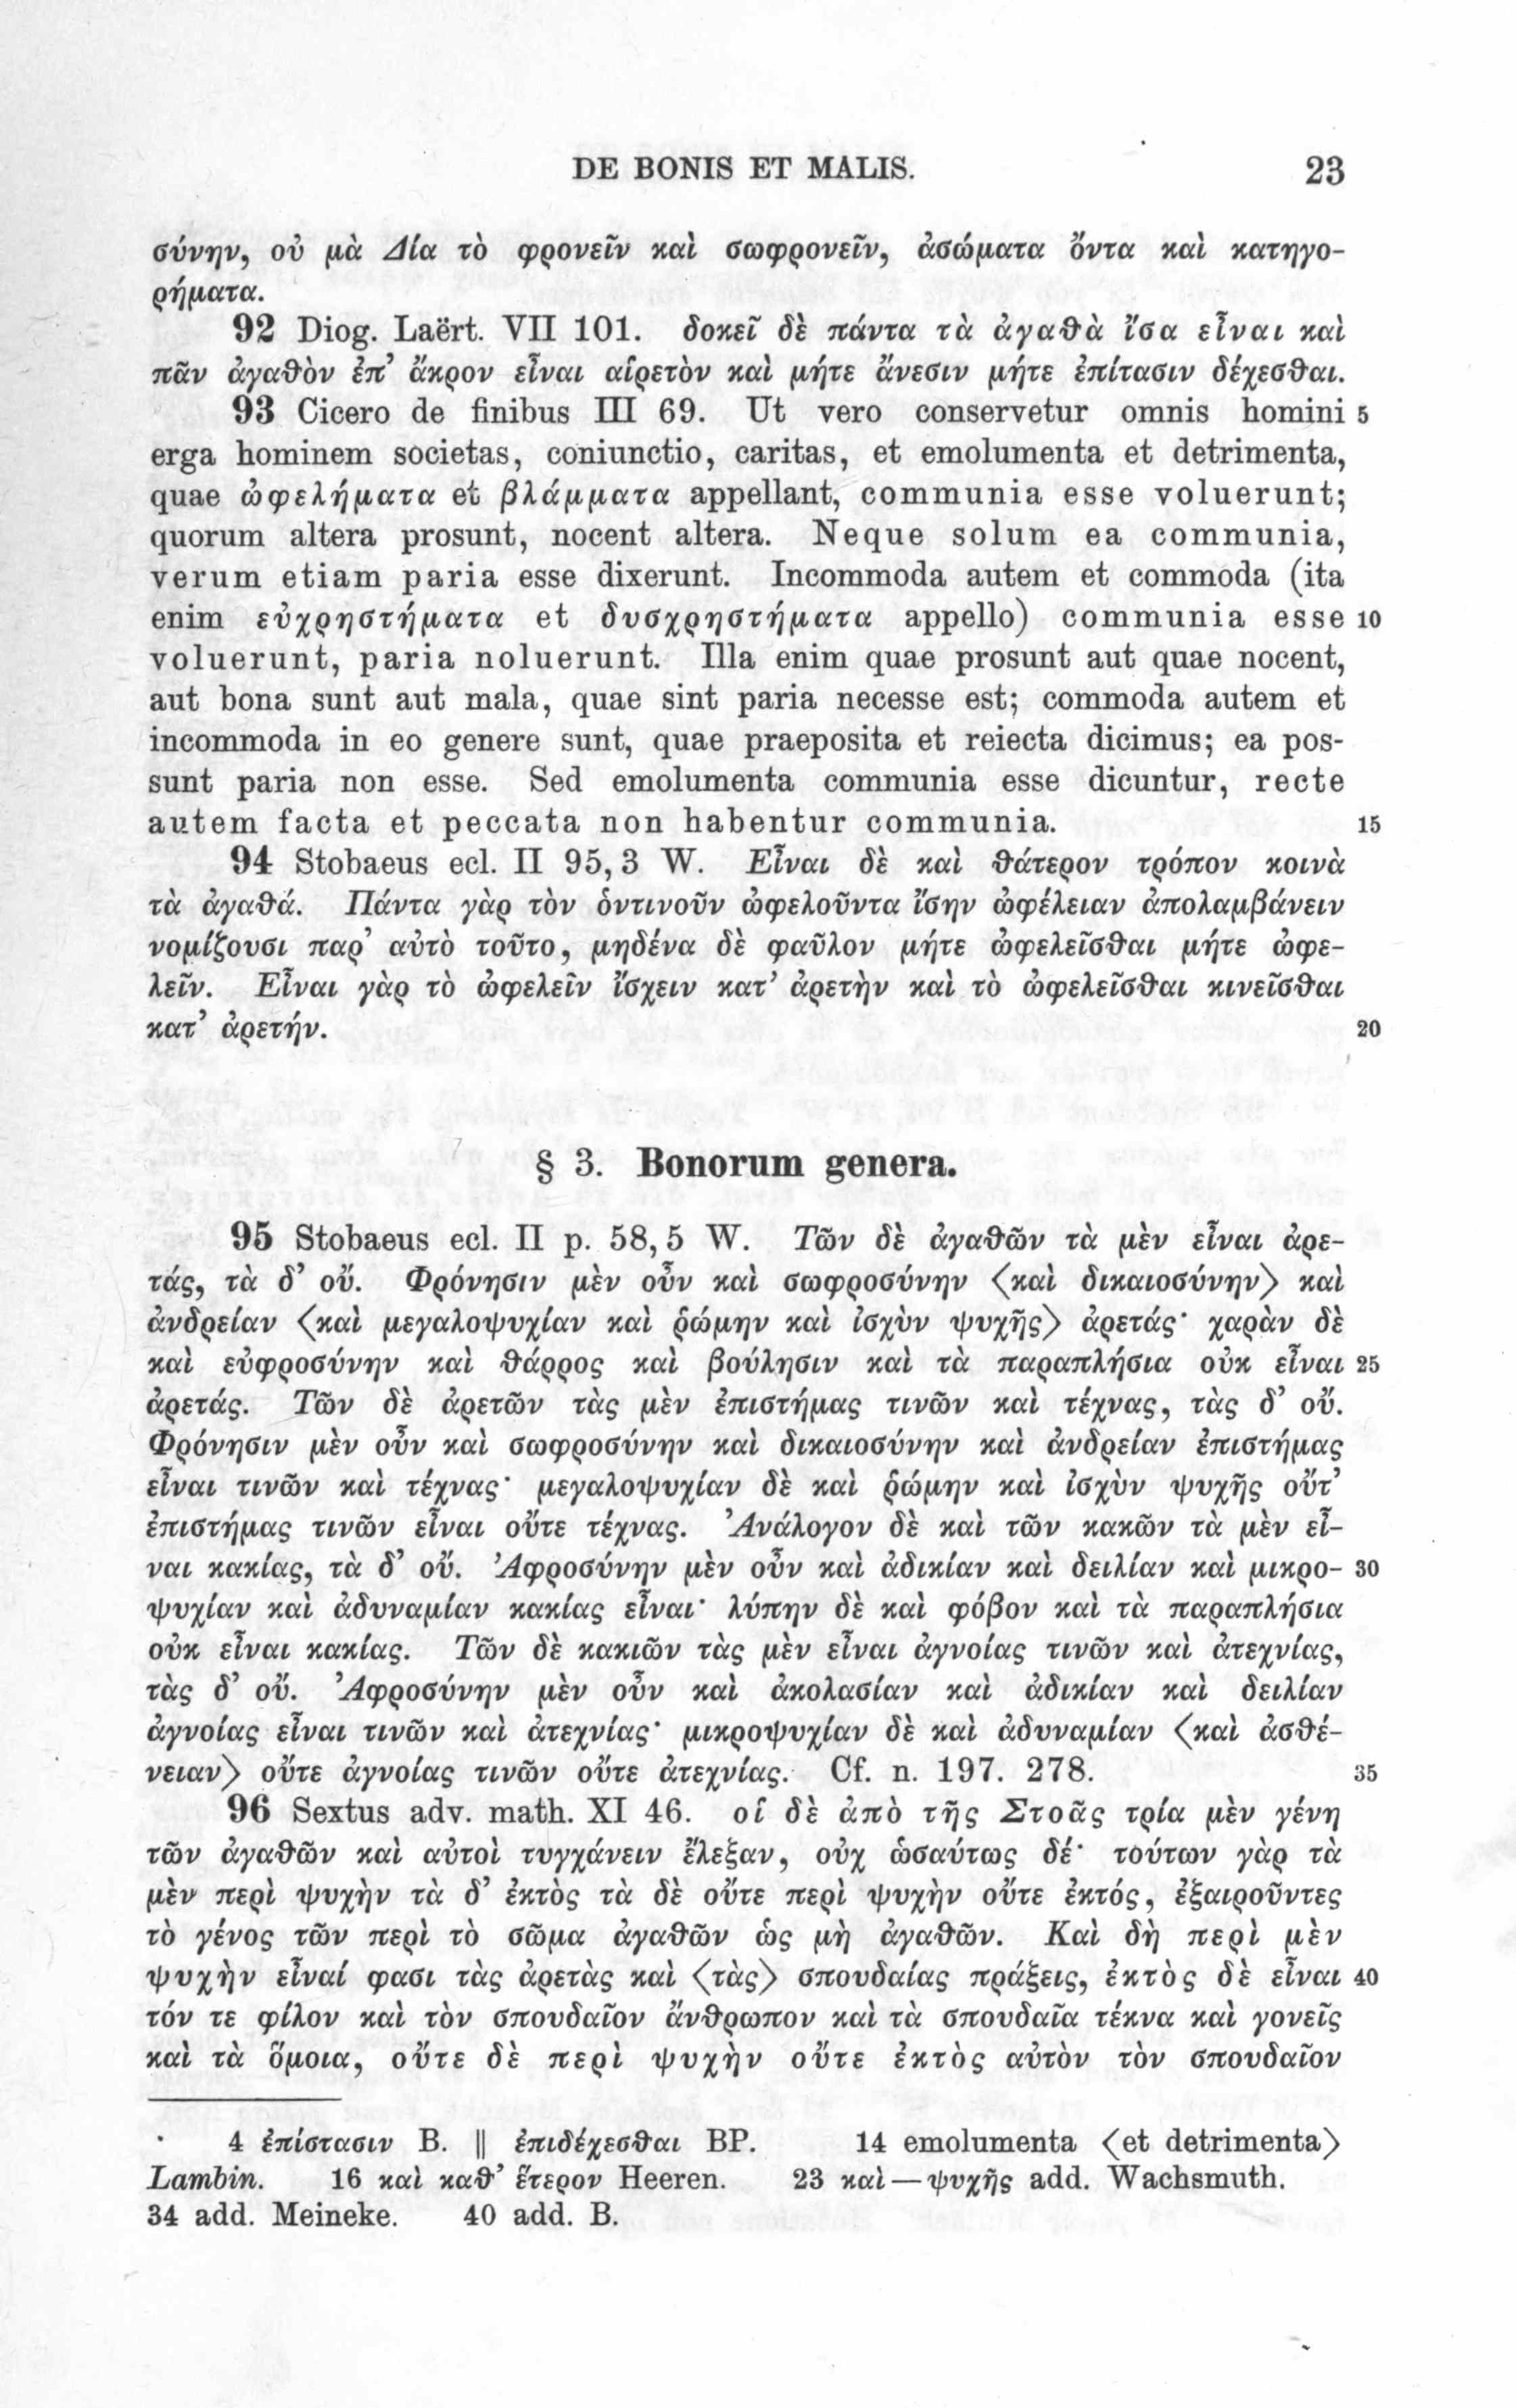 DE BONIS ET MALIS. 23
σύνην, οὐ μὰ Δία τὸ φρονεῖν καὶ σωφρονεῖν, ἀσώματα ὄντα καὶ κατηγο-
ρήματα.
92 Diog. Laërt. VII 101. δοκεῖ δὲ πάντα τὰ ἀγαθὰ ἴσα εἶναι καὶ
πᾶν ἀγαθὸν ἐπ’ ἄκρον εἶναι αἱρετὸν καὶ μήτε ἄνεσιν μήτε ἐπίτασιν δέχεσθαι.
93 Cicero de finibus III 69. Ut vero conservetur omnis homini 5
erga hominem societas, coniunctio, caritas, et emolumenta et detrimenta,
quae ὠφελήματα et βλάμματα appellant, communia esse voluerunt;
quorum altera prosunt, nocent altera. Neque solum ea communia,
verum etiam paria esse dixerunt. Incommoda autem et commoda (ita
enim εὐχρηστήματα et δυσχρηστήματα appello) communia esse 10
voluerunt, paria noluerunt. Illa enim quae prosunt aut quae nocent,
aut bona sunt aut mala, quae sint paria necesse est; commoda autem et
incommoda in eo genere sunt, quae praeposita et reiecta dicimus; ea pos-
sunt paria non esse. Sed emolumenta communia esse dicuntur, recte
autem facta et peccata non habentur communia. 15
94 Stobaeus ecl. II 95, 3 W. Εἶναι δὲ καὶ θάτερον τρόπον κοινὰ
τὰ ἀγαθά. Πάντα γὰρ τὸν ὁντινοῦν ὠφελοῦντα ἴσην ὠφέλειαν ἀπολαμβάνειν
νομίζουσι παρ’ αὐτὸ τοῦτο, μηδένα δὲ φαῦλον μήτε ὠφελεῖσθαι μήτε ὠφε-
λεῖν. Εἶναι γὰρ τὸ ὠφελεῖν ἴσχειν κατ’ ἀρετὴν καὶ τὸ ὠφελεῖσθαι κινεῖσθαι
κατ’ ἀρετήν. 20
§ 3. Bonorum genera.
95 Stobaeus ecl. II p. 58, 5 W. Τῶν δὲ ἀγαθῶν τὰ μὲν εἶναι ἀρε-
τάς, τὰ δ’ οὔ. Φρόνησιν μὲν οὖν καὶ σωφροσύνην ⟨καὶ δικαιοσύνην⟩ καὶ
ἀνδρείαν ⟨καὶ μεγαλοψυχίαν καὶ ῥώμην καὶ ἰσχὺν ψυχῆς⟩ ἀρετάς· χαρὰν δὲ
καὶ εὐφροσύνην καὶ θάρρος καὶ βούλησιν καὶ τὰ παραπλήσια οὐκ εἶναι 25
ἀρετάς. Τῶν δὲ ἀρετῶν τὰς μὲν ἐπιστήμας τινῶν καὶ τέχνας, τὰς δ’ οὔ.
Φρόνησιν μὲν οὖν καὶ σωφροσύνην καὶ δικαιοσύνην καὶ ἀνδρείαν ἐπιστήμας
εἶναι τινῶν καὶ τέχνας· μεγαλοψυχίαν δὲ καὶ ῥώμην καὶ ἰσχὺν ψυχῆς οὔτ’
ἐπιστήμας τινῶν εἶναι οὔτε τέχνας. Ἀνάλογον δὲ καὶ τῶν κακῶν τὰ μὲν εἶ-
ναι κακίας, τὰ δ’ οὔ. Ἀφροσύνην μὲν οὖν καὶ ἀδικίαν καὶ δειλίαν καὶ μικρο- 30
ψυχίαν καὶ ἀδυναμίαν κακίας εἶναι· λύπην δὲ καὶ φόβον καὶ τὰ παραπλήσια
οὐκ εἶναι κακίας. Τῶν δὲ κακιῶν τὰς μὲν εἶναι ἀγνοίας τινῶν καὶ ἀτεχνίας,
τὰς δ’ οὔ. Ἀφροσύνην μὲν οὖν καὶ ἀκολασίαν καὶ ἀδικίαν καὶ δειλίαν
ἀγνοίας εἶναι τινῶν καὶ ἀτεχνίας· μικροψυχίαν δὲ καὶ ἀδυναμίαν ⟨καὶ ἀσθέ-
νειαν⟩ οὔτε ἀγνοίας τινῶν οὔτε ἀτεχνίας. Cf. n. 197. 278. 35
96 Sextus adv. math. XI 46. οἱ δὲ ἀπὸ τῆς Στοᾶς τρία μὲν γένη
τῶν ἀγαθῶν καὶ αὐτοὶ τυγχάνειν ἔλεξαν, οὐχ ὡσαύτως δέ· τούτων γὰρ τὰ
μὲν περὶ ψυχὴν τὰ δ’ ἐκτὸς τὰ δὲ οὔτε περὶ ψυχὴν οὔτε ἐκτός, ἐξαιροῦντες
τὸ γένος τῶν περὶ τὸ σῶμα ἀγαθῶν ὡς μὴ ἀγαθῶν. Καὶ δὴ περὶ μὲν
ψυχὴν εἶναί φασι τὰς ἀρετὰς καὶ ⟨τὰς⟩ σπουδαίας πράξεις, ἐκτὸς δὲ εἶναι 40
τόν τε φίλον καὶ τὸν σπουδαῖον ἄνθρωπον καὶ τὰ σπουδαῖα τέκνα καὶ γονεῖς
καὶ τὰ ὅμοια, οὔτε δὲ περὶ ψυχὴν οὔτε ἐκτὸς αὐτὸν τὸν σπουδαῖον
4 ἐπίστασιν B. ‖ ἐπιδέχεσθαι BP. 14 emolumenta ⟨et detrimenta⟩
Lambin. 16 καὶ καθ’ ἕτερον Heeren. 23 καὶ—ψυχῆς add. Wachsmuth.
34 add. Meineke. 40 add. B.